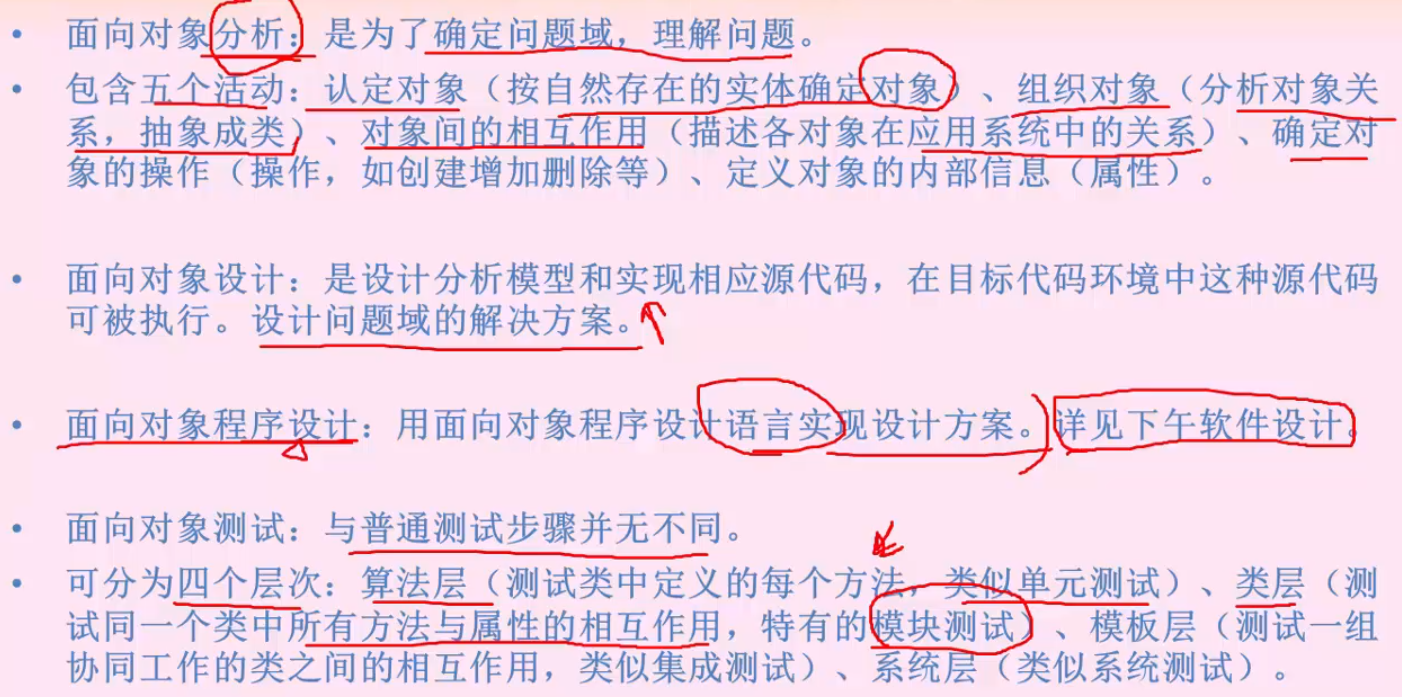 • 面向对象分析：是为了确定问题域，理解问题。
• 包含五个活动：认定对象（按自然存在的实体确定对象）、组织对象（分析对象关
系，抽象成类）、对象间的相互作用（描述各对象在应用系统中的关系）、确定对
象的操作（操作，如创建增加删除等）、定义对象的内部信息（属性）。
• 面向对象设计：是设计分析模型和实现相应源代码，在目标代码环境中这种源代码
可被执行。设计问题域的解决方案。
• 面向对象程序设计：用面向对象程序设计语言实现设计方案。详见下午软件设计。
• 面向对象测试：与普通测试步骤并无不同。
• 可分为四个层次：算法层（测试类中定义的每个方法，类似单元测试）、类层（测
试同一个类中所有方法与属性的相互作用，特有的模块测试）、模板层（测试一组
协同工作的类之间的相互作用，类似集成测试）、系统层（类似系统测试）。